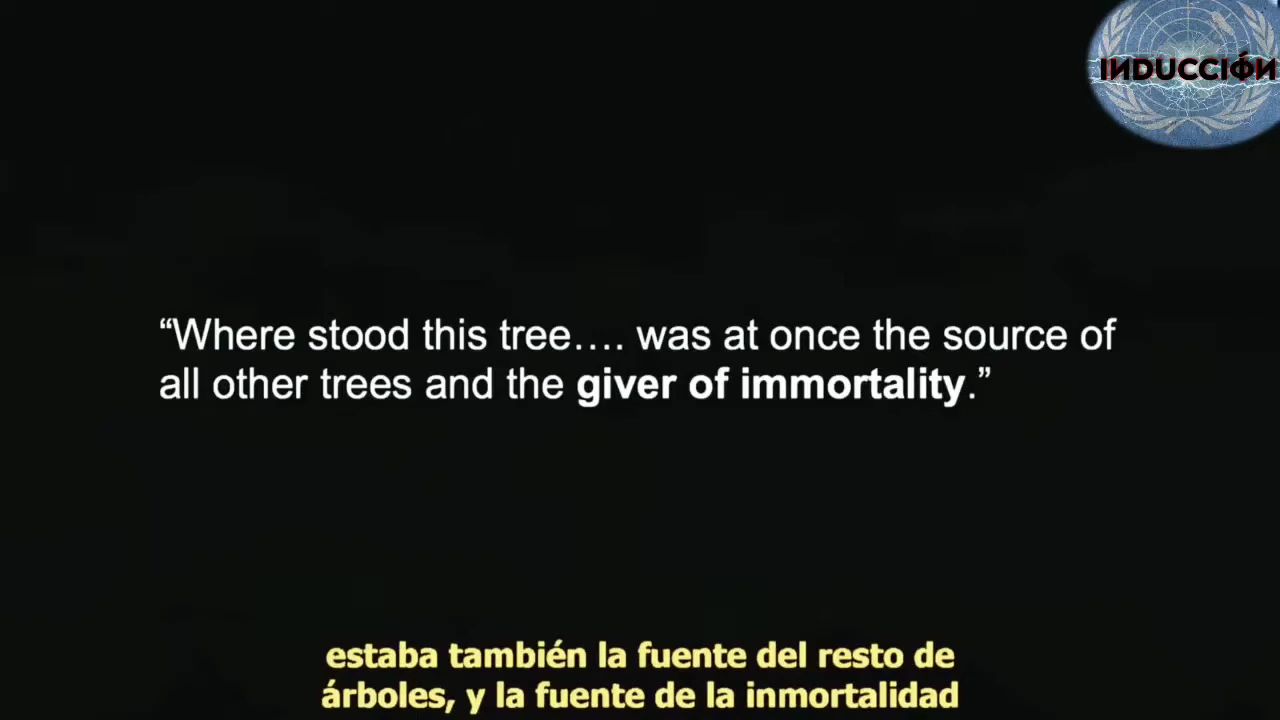 INDUCCIÓN
“Where stood this tree…. was at once the source of
all other trees and the giver of immortality.”
estaba también la fuente del resto de
árboles, y la fuente de la inmortalidad